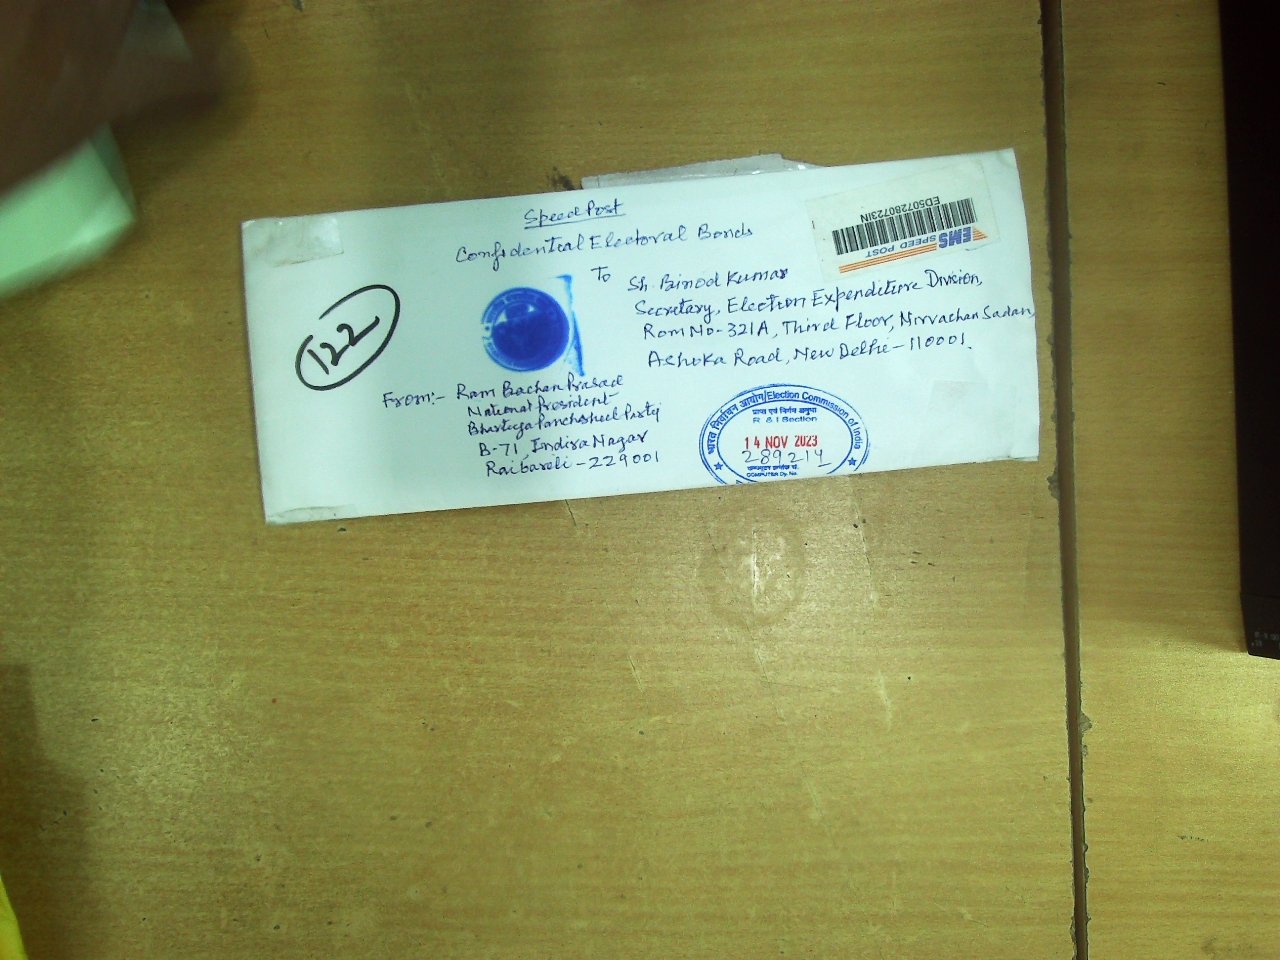 Speed Post
Confidential Electoral Bonds
ED507280723IN
EMS SPEED POST
To
Sh. Binod Kumar
Secretary, Election Expenditure Division,
Rom No-321A, Third Floor, Nirvachan Sadan,
Ashoka Road, New Delhi-110001.
122
From:- Ram Bachan Prasad
National President
Bhartiya Panchsheel Party
B-71, Indira Nagar
Raibareli-229001
भारत निर्वाचन आयोग/Election Commission of India
प्राप्त एवं निर्गम अनुभाग
R & I Section
14 NOV 2023
289214
COMPUTER Dy. No.